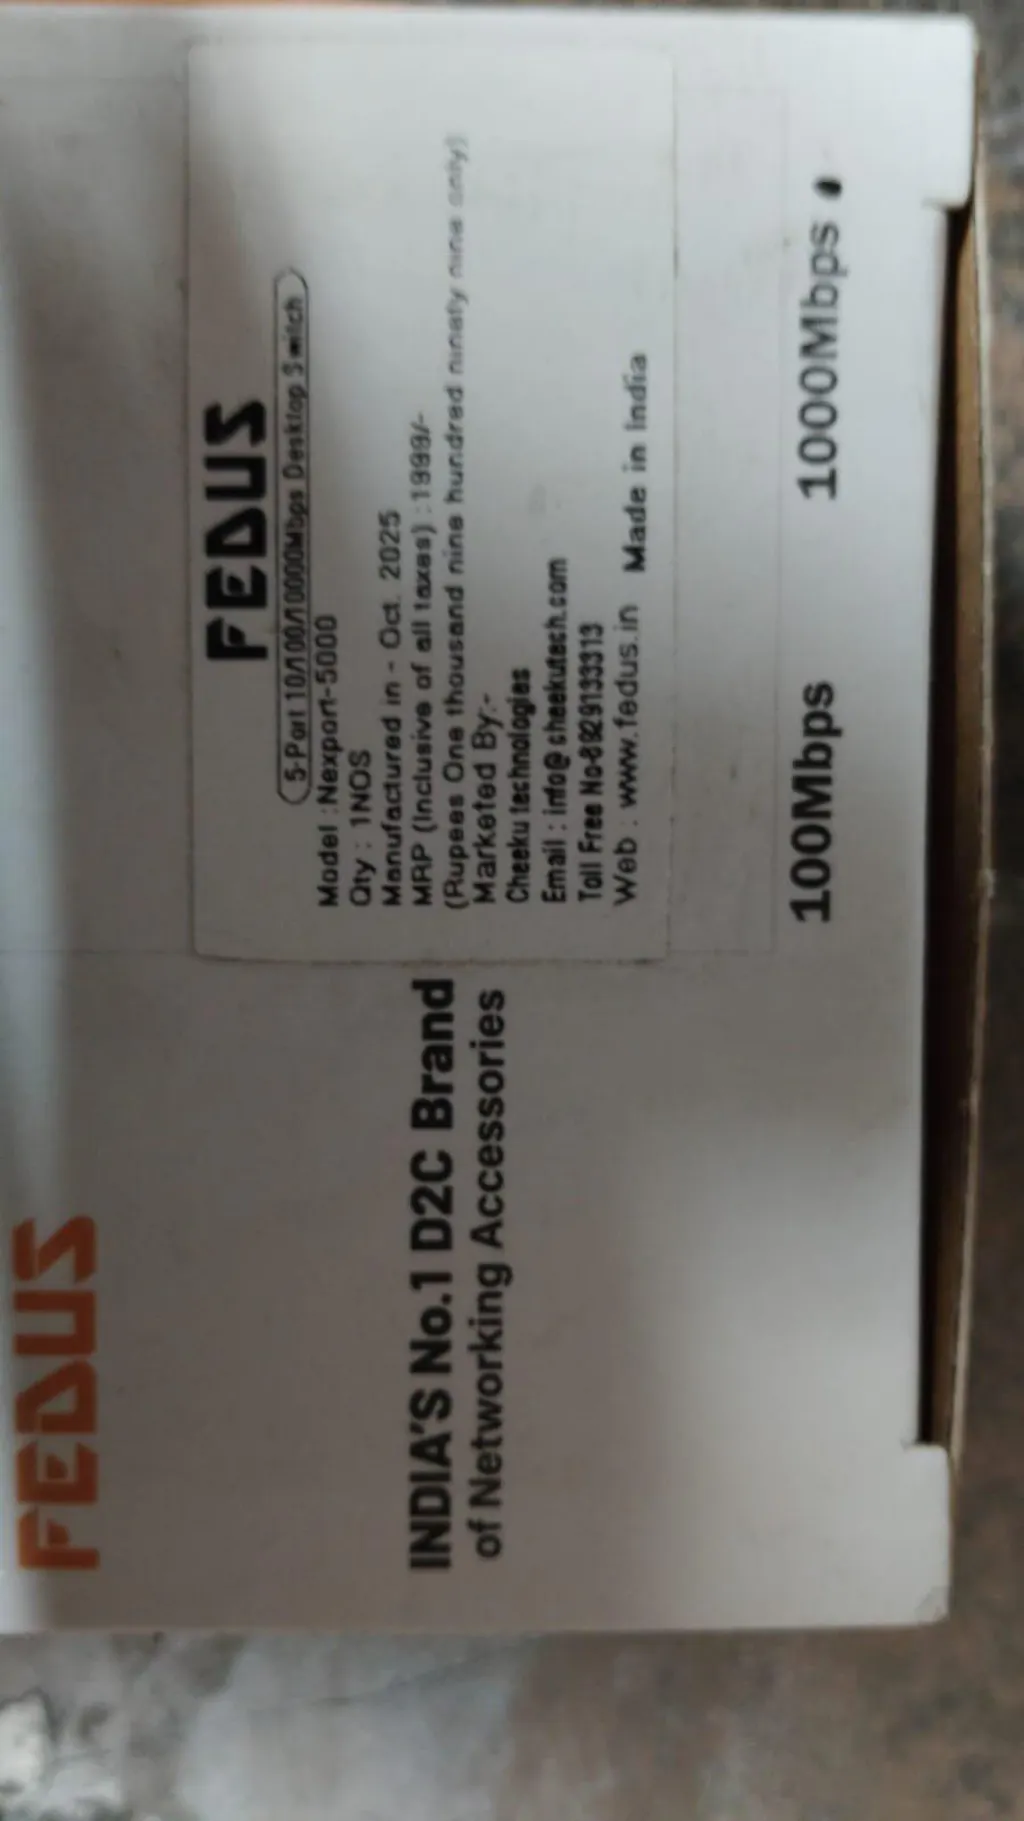 FEDUS
INDIA'S No.1 D2C Brand
of Networking Accessories
FEDUS
5-Port 10/100/10000Mbps Desktop Switch
Model : Nexport-5000
Qty : 1NOS
Manufactured in - Oct. 2025
MRP (Inclusive of all taxes) : 1999/-
(Rupees One thousand nine hundred ninaty nine only)
Marketed By:-
Cheeku technologies
Email : info@cheekutech.com
Toll Free No-8929133313
Web : www.fedus.in Made in India
100Mbps 1000Mbps